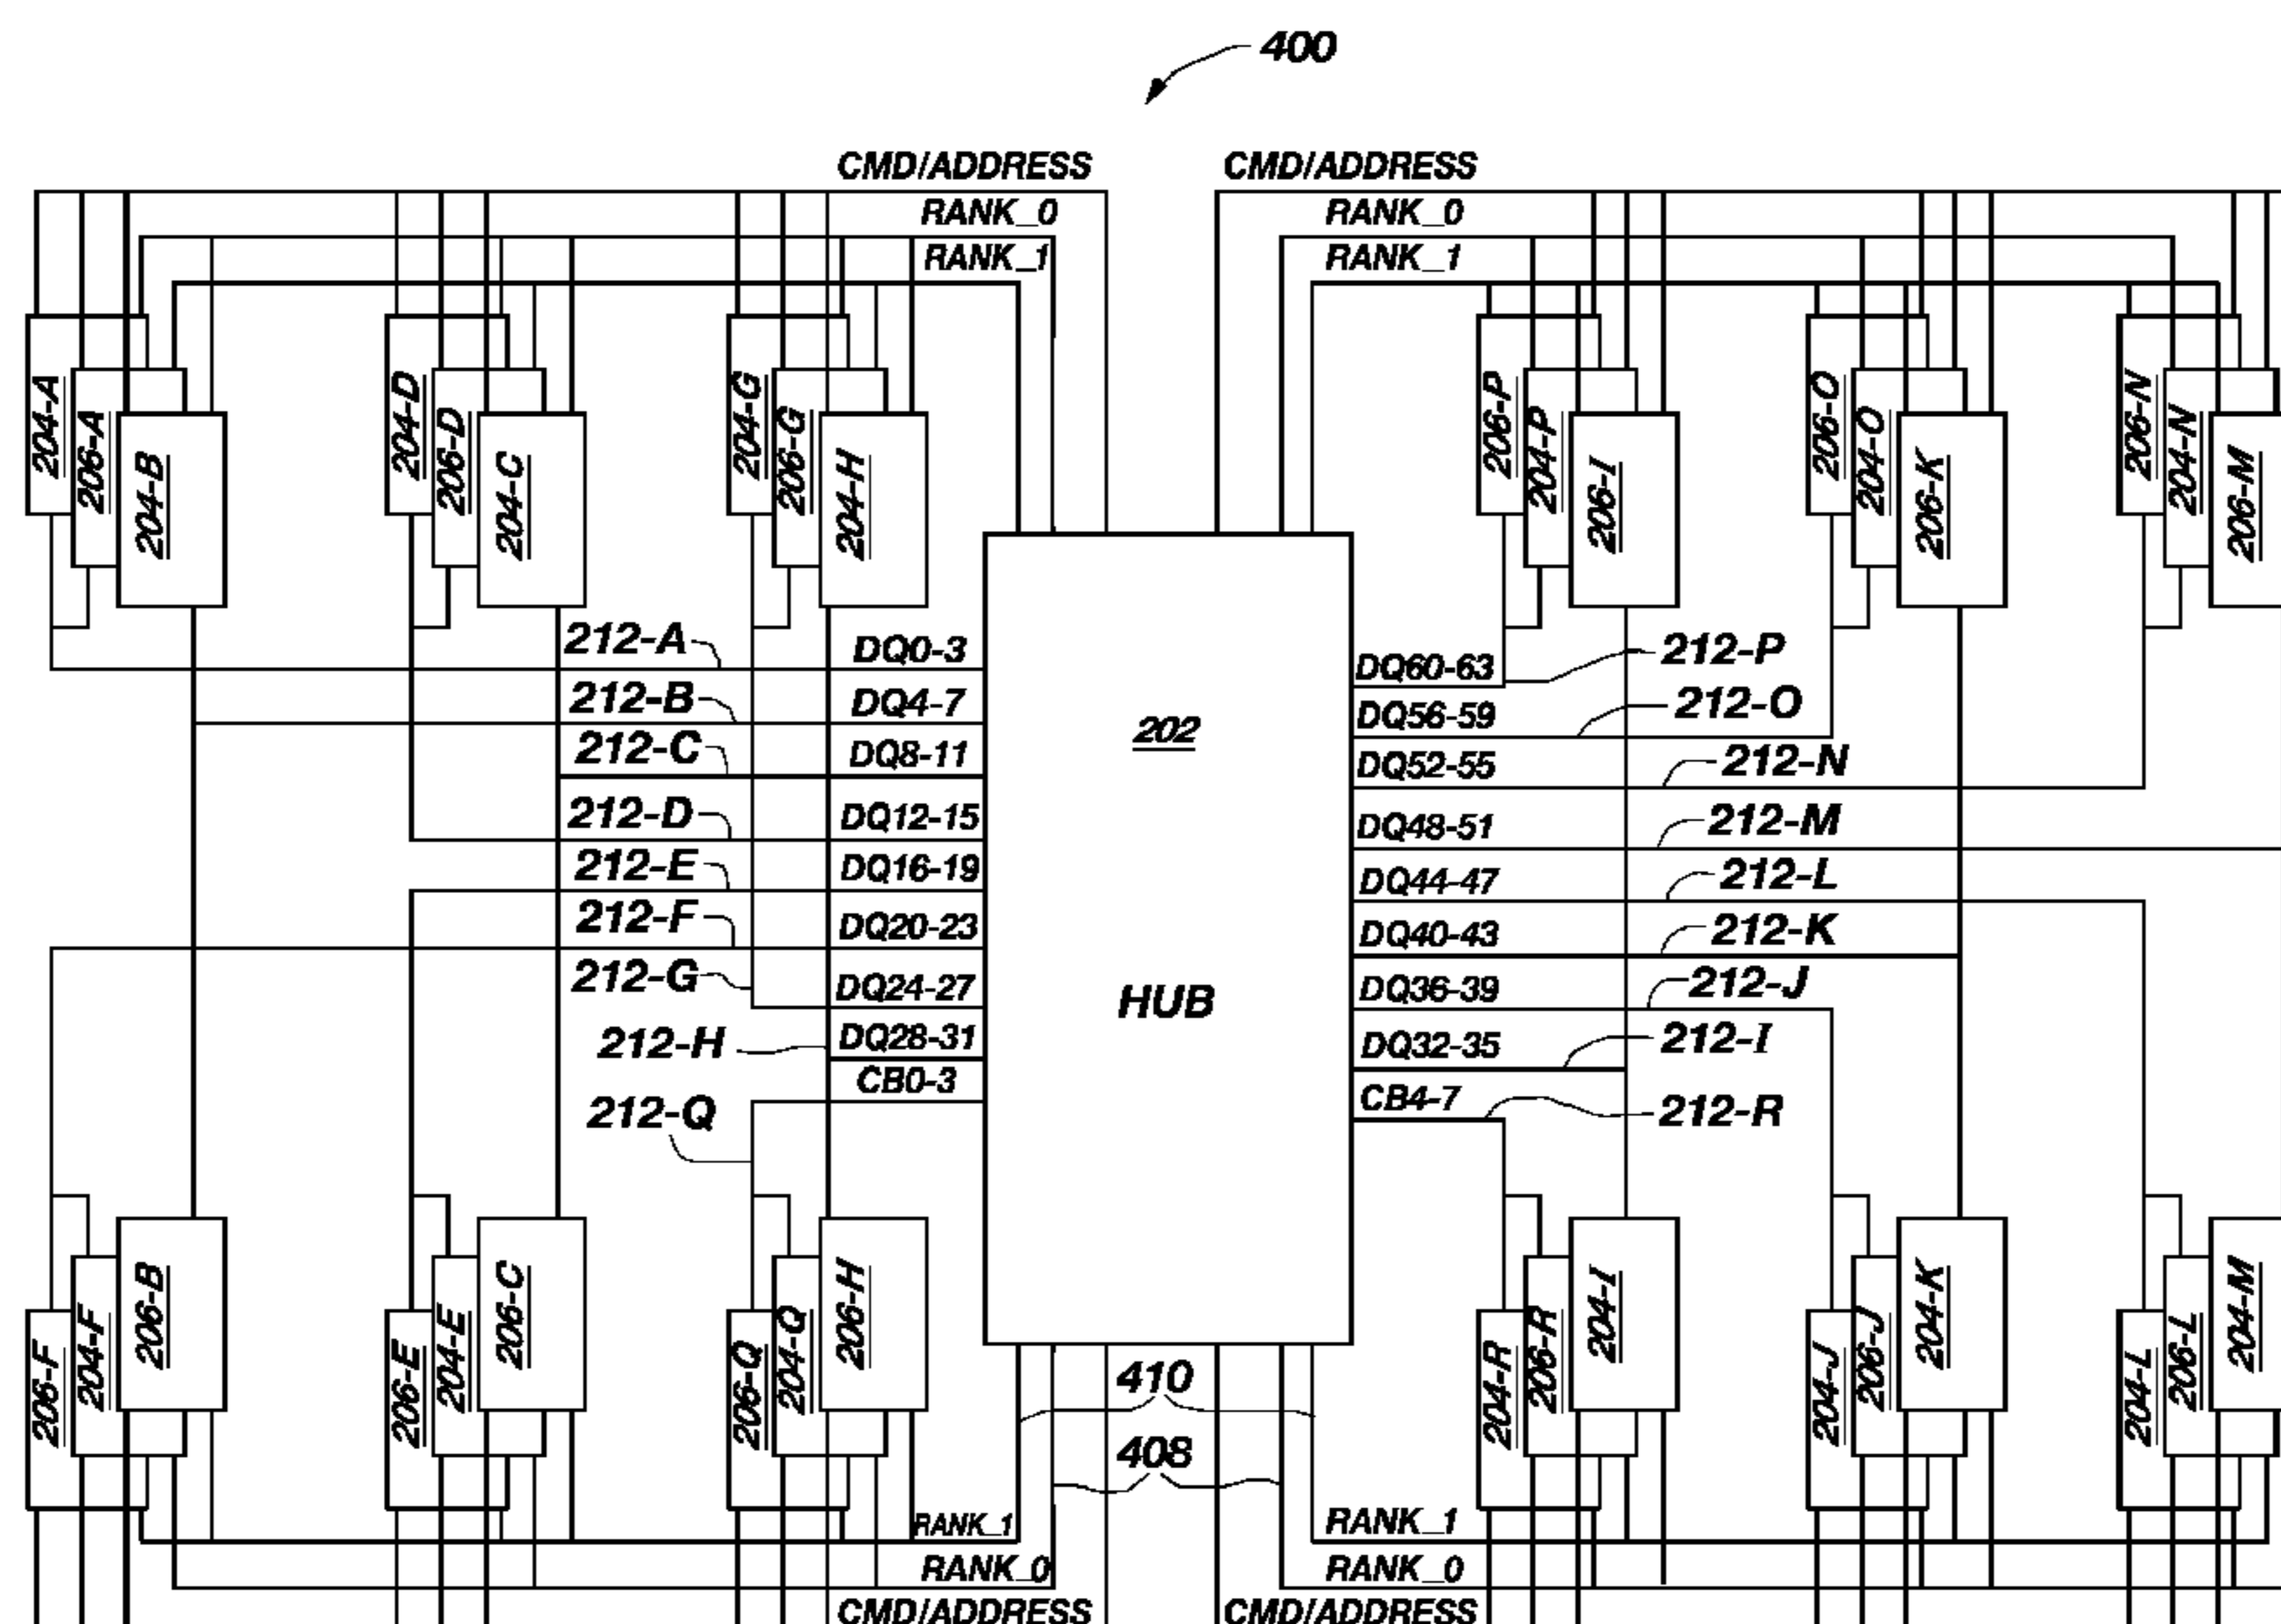 400
CMD/ADDRESS CMD/ADDRESS
RANK_0 RANK_0
RANK_1 RANK_1
204-A 206-A 204-B 204-D 206-D 204-C 204-G 206-G 204-H 206-P 204-P 206-I 206-O 204-O 206-K 206-N 204-N 206-M
212-A DQ0-3 DQ60-63 212-P
212-B DQ4-7 DQ56-59 212-O
202
212-C DQ8-11 DQ52-55 212-N
212-D DQ12-15 DQ48-51 212-M
212-E DQ16-19 DQ44-47 212-L
212-F DQ20-23 DQ40-43 212-K
212-G DQ24-27 HUB DQ36-39 212-J
212-H DQ28-31 DQ32-35 212-I
212-Q CB0-3 CB4-7 212-R
206-F 204-F 206-B 206-E 204-E 206-C 206-Q 204-Q 206-H 204-R 206-R 204-I 204-J 206-J 204-K 204-L 206-L 204-M
410
408
RANK_1 RANK_1
RANK_0 RANK_0
CMD/ADDRESS CMD/ADDRESS